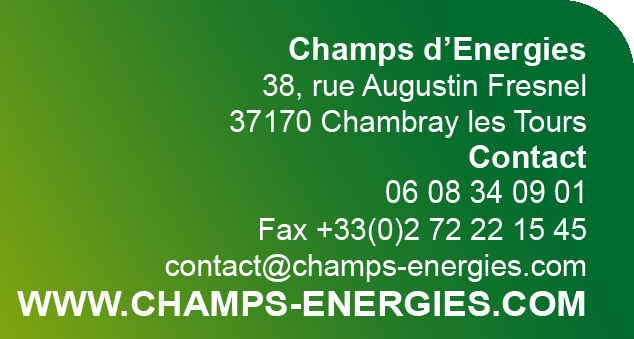 Champs d’Energies
38, rue Augustin Fresnel
37170 Chambray les Tours
Contact
06 08 34 09 01
Fax +33(0)2 72 22 15 45
contact@champs-energies.com
WWW.CHAMPS-ENERGIES.COM